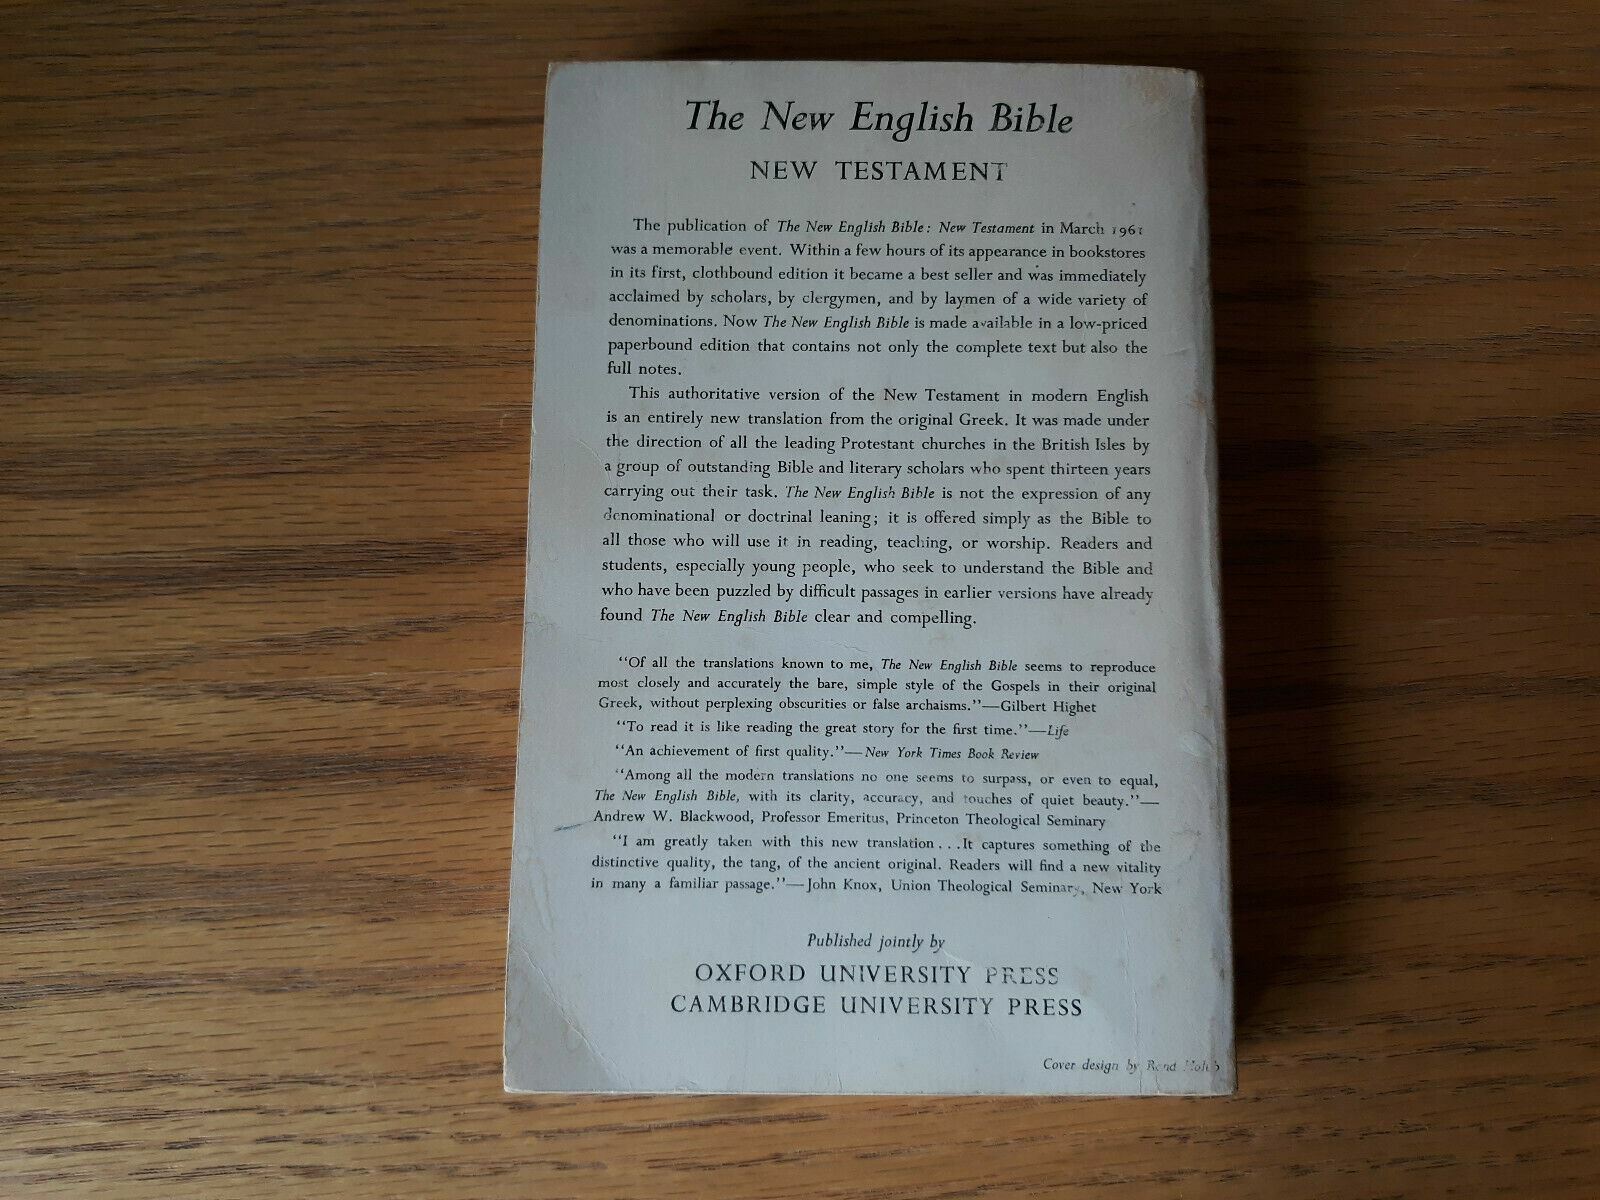 The New English Bible
NEW TESTAMENT
The publication of The New English Bible: New Testament in March 1961
was a memorable event. Within a few hours of its appearance in bookstores
in its first, clothbound edition it became a best seller and was immediately
acclaimed by scholars, by clergymen, and by laymen of a wide variety of
denominations. Now The New English Bible is made available in a low-priced
paperbound edition that contains not only the complete text but also the
full notes.
This authoritative version of the New Testament in modern English
is an entirely new translation from the original Greek. It was made under
the direction of all the leading Protestant churches in the British Isles by
a group of outstanding Bible and literary scholars who spent thirteen years
carrying out their task. The New English Bible is not the expression of any
denominational or doctrinal leaning; it is offered simply as the Bible to
all those who will use it in reading, teaching, or worship. Readers and
students, especially young people, who seek to understand the Bible and
who have been puzzled by difficult passages in earlier versions have already
found The New English Bible clear and compelling.
"Of all the translations known to me, The New English Bible seems to reproduce
most closely and accurately the bare, simple style of the Gospels in their original
Greek, without perplexing obscurities or false archaisms."—Gilbert Highet
"To read it is like reading the great story for the first time."—Life
"An achievement of first quality."—New York Times Book Review
"Among all the modern translations no one seems to surpass, or even to equal,
The New English Bible, with its clarity, accuracy, and touches of quiet beauty."—
Andrew W. Blackwood, Professor Emeritus, Princeton Theological Seminary
"I am greatly taken with this new translation...It captures something of the
distinctive quality, the tang, of the ancient original. Readers will find a new vitality
in many a familiar passage."—John Knox, Union Theological Seminary, New York
Published jointly by
OXFORD UNIVERSITY PRESS
CAMBRIDGE UNIVERSITY PRESS
Cover design by